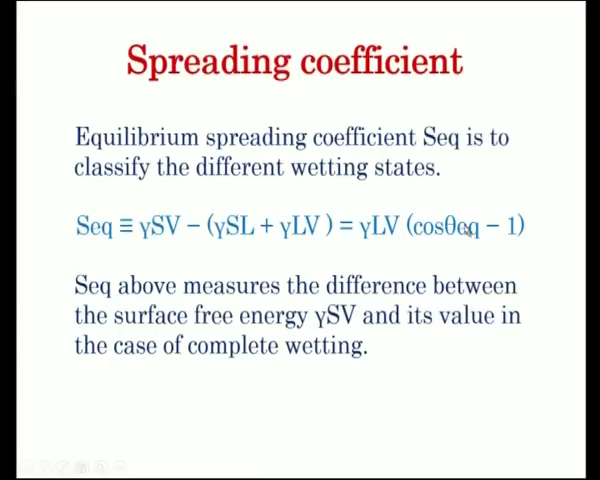 Spreading coefficient
Equilibrium spreading coefficient Seq is to
classify the different wetting states.
Seq ≡ γSV − (γSL + γLV ) = γLV (cosθeq − 1)
Seq above measures the difference between
the surface free energy γSV and its value in
the case of complete wetting.